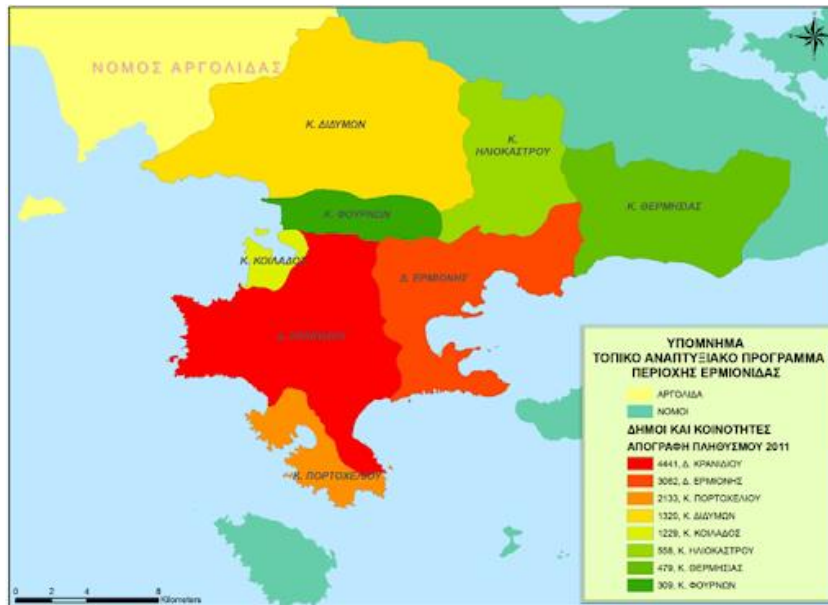 ΝΟΜΟΣ ΑΡΓΟΛΙΔΑΣ
Κ. ΔΙΔΥΜΩΝ
Κ.
ΗΛΙΟΚΑΣΤΡΟΥ
Κ. ΘΕΡΜΗΣΙΑΣ
Κ. ΦΟΥΡΝΩΝ
Κ. ΚΟΙΛΑΔΟΣ
Δ. ΕΡΜΙΟΝΗΣ
Δ. ΚΡΑΝΙΔΙΟΥ
Κ. ΠΟΡΤΟΧΕΛΙΟΥ
ΥΠΟΜΝΗΜΑ
ΤΟΠΙΚΟ ΑΝΑΠΤΥΞΙΑΚΟ ΠΡΟΓΡΑΜΜΑ
ΠΕΡΙΟΧΗΣ ΕΡΜΙΟΝΙΔΑΣ
ΑΡΓΟΛΙΔΑ
ΝΟΜΟΙ
ΔΗΜΟΙ ΚΑΙ ΚΟΙΝΟΤΗΤΕΣ
ΑΠΟΓΡΑΦΗ ΠΛΗΘΥΣΜΟΥ 2011
4441, Δ. ΚΡΑΝΙΔΙΟΥ
3062, Δ. ΕΡΜΙΟΝΗΣ
2133, Κ. ΠΟΡΤΟΧΕΛΙΟΥ
1320, Κ. ΔΙΔΥΜΩΝ
1229, Κ. ΚΟΙΛΑΔΟΣ
Κ. ΗΛΙΟΚΑΣΤΡΟΥ
479, Κ. ΘΕΡΜΗΣΙΑΣ
309, Κ. ΦΟΥΡΝΩΝ
0 2 4 8
Kilometers